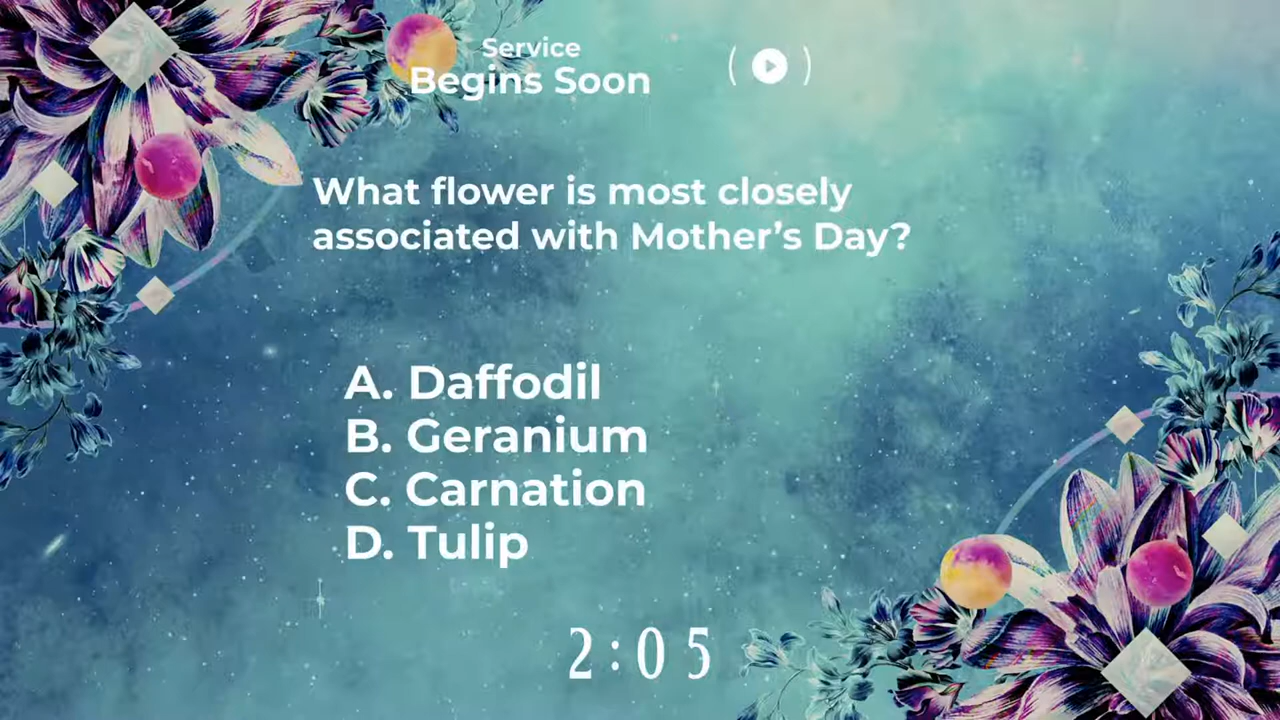 Service
Begins Soon
What flower is most closely
associated with Mother’s Day?
A. Daffodil
B. Geranium
C. Carnation
D. Tulip
2:05